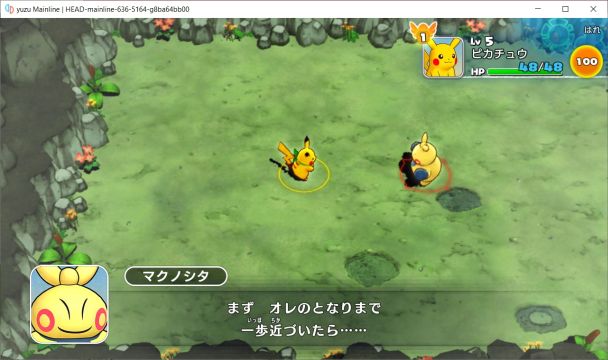 yuzu Mainline | HEAD-mainline-636-5164-g8ba64bb00
1
Lv 5
ピカチュウ
HP 48/48
はれ
100
マクノシタ
まず オレのとなりまで
いっぽ ちか
一歩近づいたら……